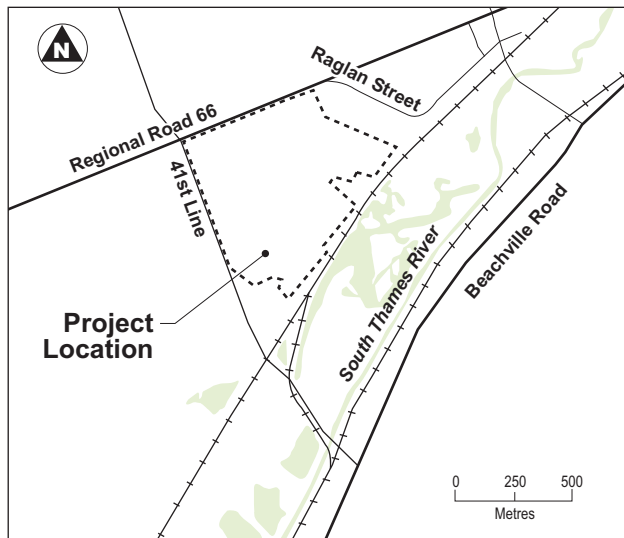 N
Raglan Street
Regional Road 66
41st Line
Project
Location
South Thames River
Beachville Road
0 250 500
Metres